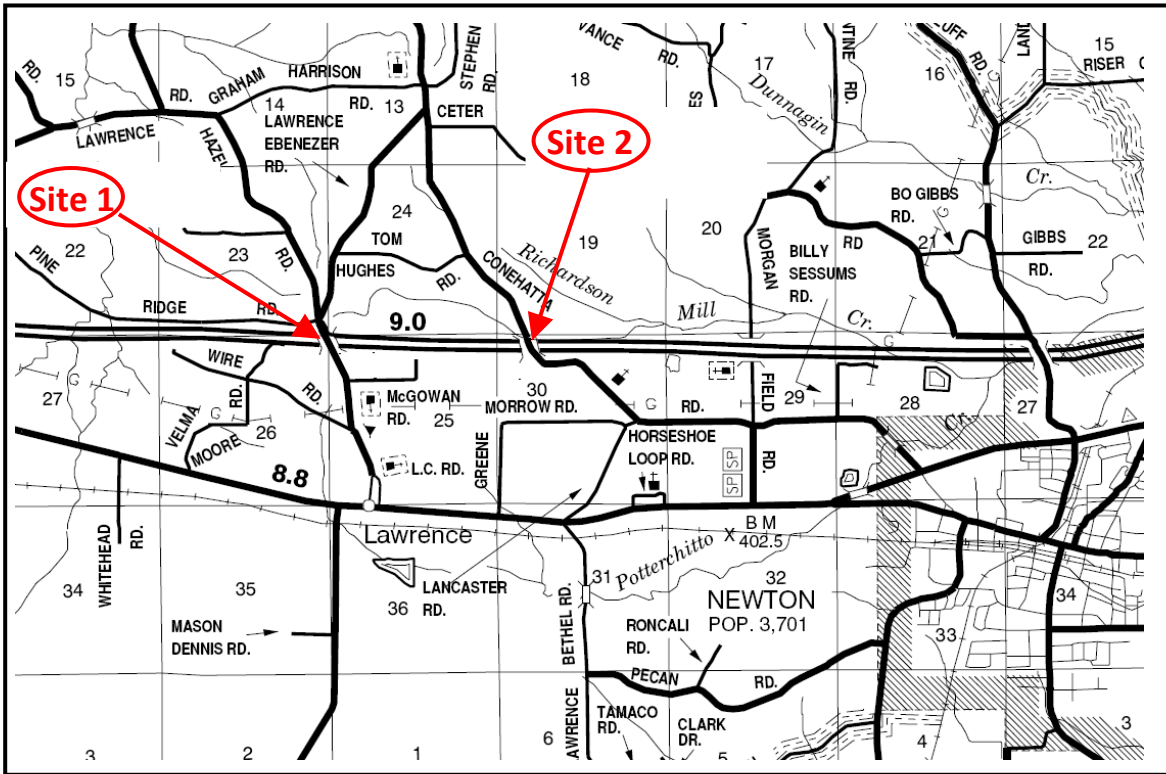 15
RD.
LAWRENCE
RD.
GRAHAM
HARRISON
RD.
14
13
STEPHEN
RD.
CETER
LAWRENCE
EBENEZER
RD.
HAZEL
VANCE
RD.
18
17
Dunnagin
16
RD.
15
RISER
Cr.
Site 1
Site 2
22
PINE
RIDGE
RD.
23
RD.
24
TOM
HUGHES
RD.
CONEHATTA
19
Richardson
Mill
Cr.
20
MORGAN
BILLY
SESSUMS
RD.
RD
BO GIBBS
RD.
21
G
GIBBS
RD.
22
9.0
WIRE
RD.
27
G
G
VELMA
RD.
MOORE
26
8.8
McGOWAN
RD.
25
L.C. RD.
30
MORROW RD.
G
RD.
GREENE
HORSESHOE
LOOP RD.
SP
SP
FIELD
RD.
29
28
G
Cr.
27
WHITEHEAD
RD.
Lawrence
LANCASTER
RD.
B M
X 402.5
Potterchitto
34
35
36
31
32
NEWTON
POP. 3,701
33
34
MASON
DENNIS RD.
BETHEL RD.
LAWRENCE
RONCALI
RD.
PECAN
RD.
TAMACO
RD.
CLARK
DR.
3
2
1
6
5
4
3